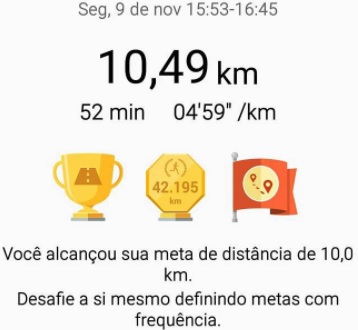 Seg, 9 de nov 15:53-16:45
10,49 km
52 min 04'59" /km
42.195
km
Você alcançou sua meta de distância de 10,0
km.
Desafie a si mesmo definindo metas com
frequência.